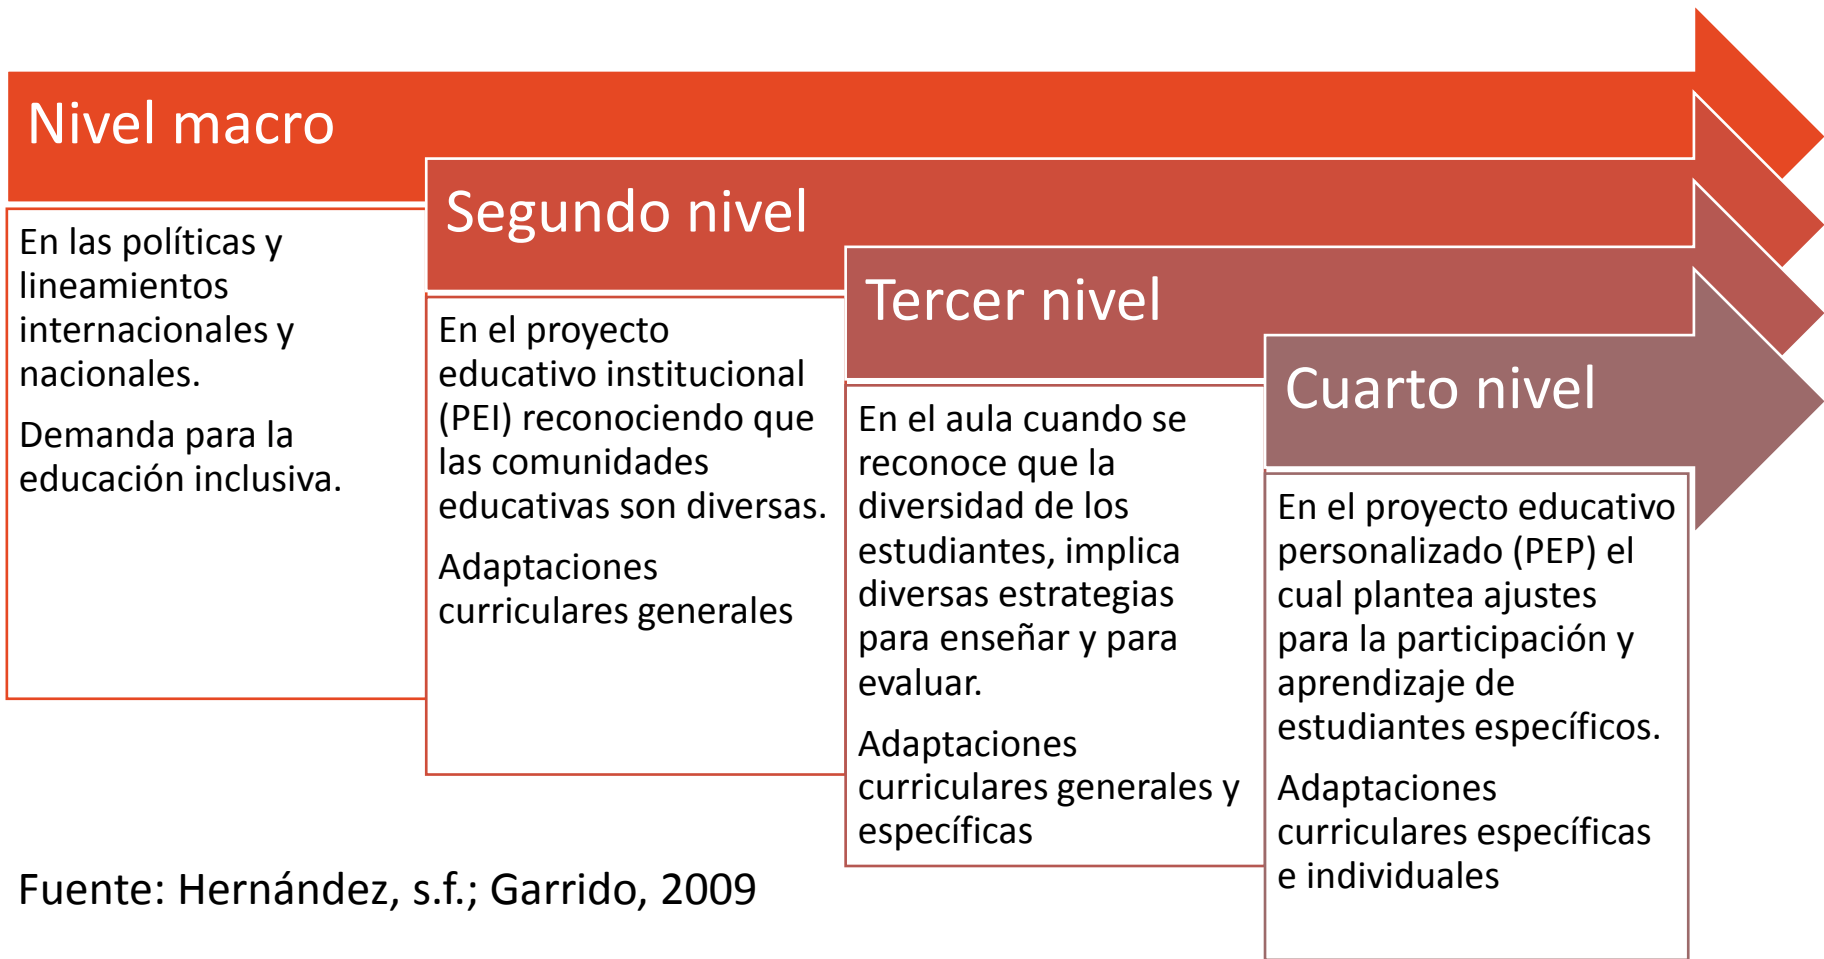 Nivel macro
En las políticas y
lineamientos
internacionales y
nacionales.
Demanda para la
educación inclusiva.
Segundo nivel
En el proyecto
educativo institucional
(PEI) reconociendo que
las comunidades
educativas son diversas.
Adaptaciones
curriculares generales
Tercer nivel
En el aula cuando se
reconoce que la
diversidad de los
estudiantes, implica
diversas estrategias
para enseñar y para
evaluar.
Adaptaciones
curriculares generales y
específicas
Cuarto nivel
En el proyecto educativo
personalizado (PEP) el
cual plantea ajustes
para la participación y
aprendizaje de
estudiantes específicos.
Adaptaciones
curriculares específicas
e individuales
Fuente: Hernández, s.f.; Garrido, 2009